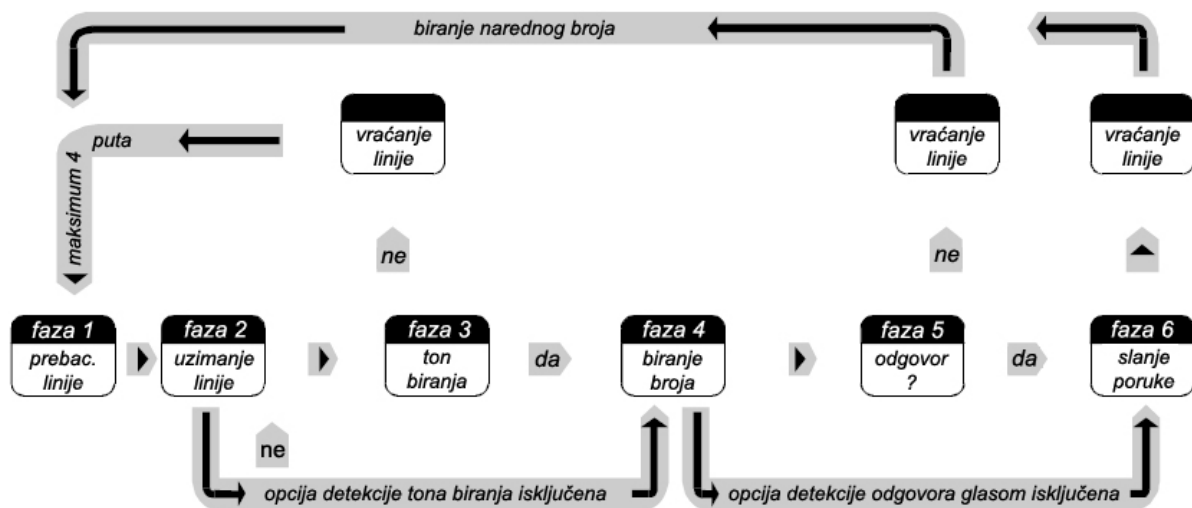 biranje narednog broja
vraćanje
linije
vraćanje
linije
vraćanje
linije
puta
maksimum 4
ne
ne
faza 1
prebac.
linije
faza 2
uzimanje
linije
faza 3
ton
biranja
da
faza 4
biranje
broja
faza 5
odgovor
?
da
faza 6
slanje
poruke
ne
opcija detekcije tona biranja isključena
opcija detekcije odgovora glasom isključena